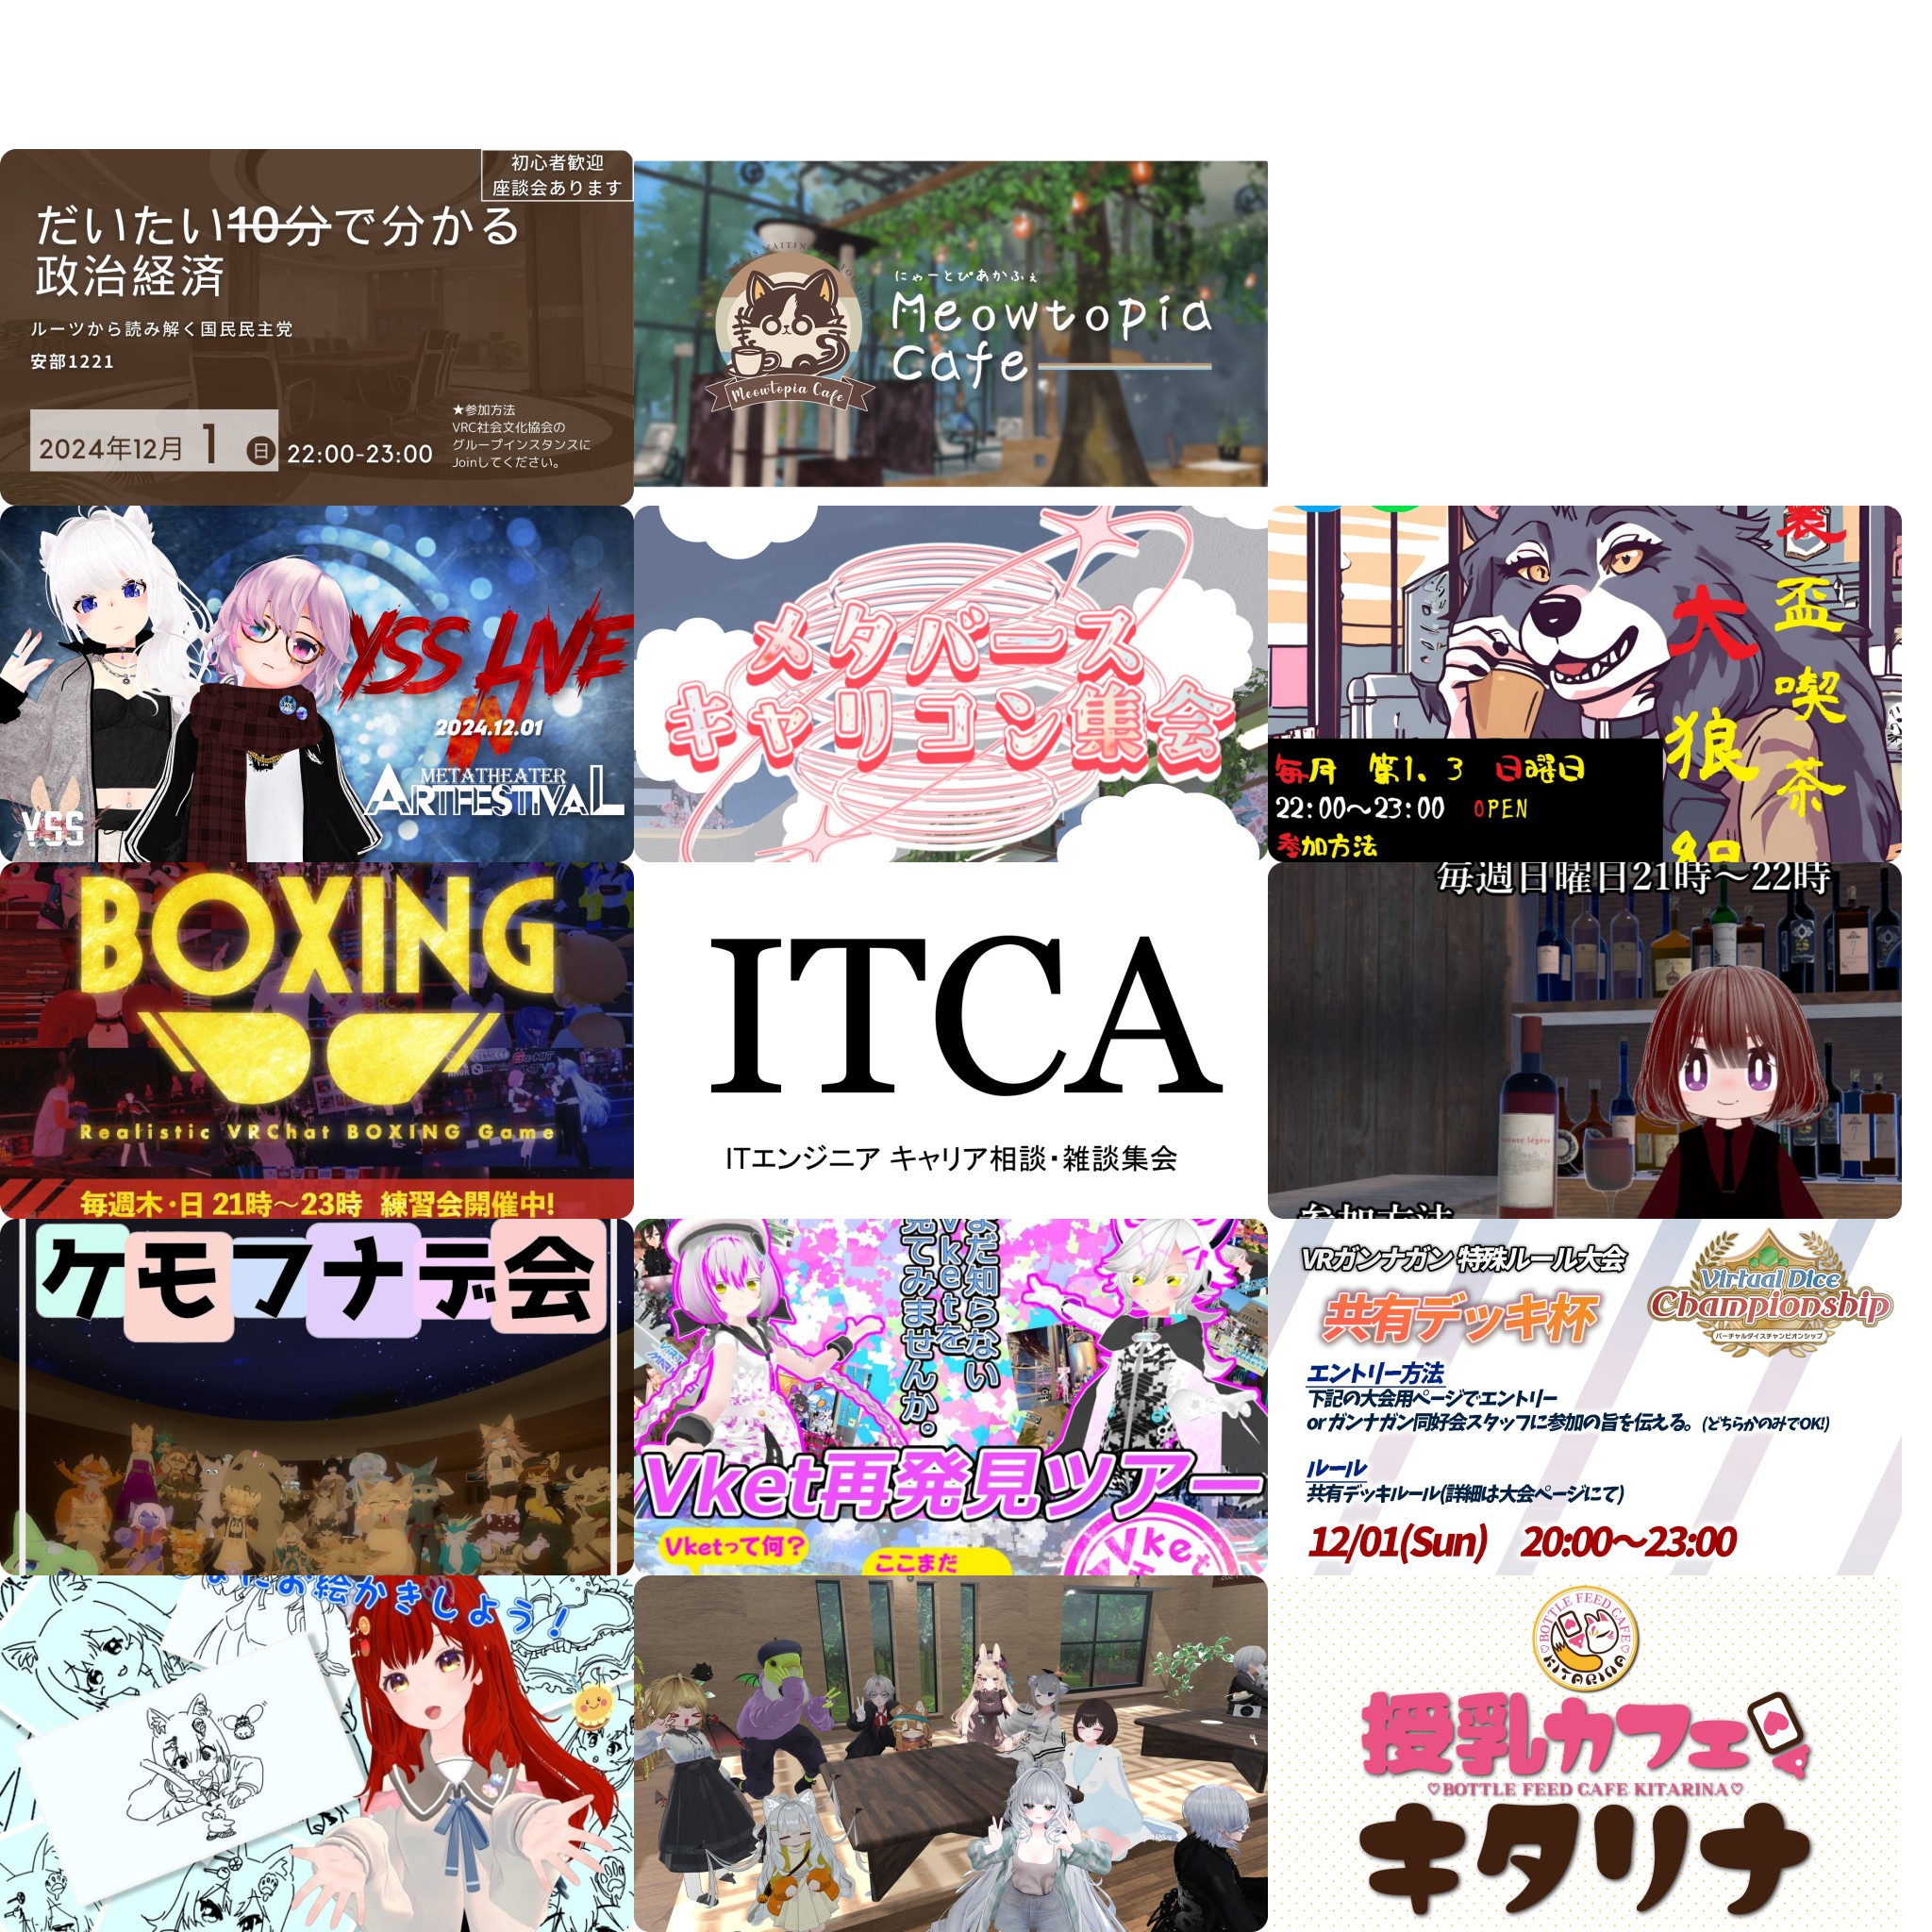 初心者歓迎
座談会あります
だいたい10分で分かる
政治経済
ルーツから読み解く国民民主党
安部1221
2024年12月 1 日 22:00-23:00
★参加方法
VRC社会文化協会の
グループインスタンスに
Joinしてください。
にゃーとぴあかふぇ
Meowtopia
Cafe
Meowtopia Cafe
YSS LIVE
IN
2024.12.01
METATHEATER
ARTFESTIVAL
YSS
メタバース
キャリコン集会
盃喫茶
大狼
毎月 第1、3 日曜日
22:00～23:00 OPEN
参加方法
BOXING
Realistic VRChat BOXING Game
毎週木・日 21時～23時 練習会開催中!
ITCA
ITエンジニア キャリア相談・雑談集会
毎週日曜日21時～22時
参加方法
ケモフナデ会
まだ知らない
Vketを
見てみませんか。
Vket再発見ツアー
Vketって何?
ここまだ
Vket
VRガンナガン 特殊ルール大会
共有デッキ杯
Virtual Dice
Championship
バーチャルダイスチャンピオンシップ
エントリー方法
下記の大会用ページでエントリー
orガンナガン同好会スタッフに参加の旨を伝える。(どちらかのみでOK!)
ルール
共有デッキルール(詳細は大会ページにて)
12/01(Sun) 20:00～23:00
お絵かきしよう!
BOTTLE FEED CAFE
KITARINA
授乳カフェ
♡BOTTLE FEED CAFE KITARINA♡
キタリナ